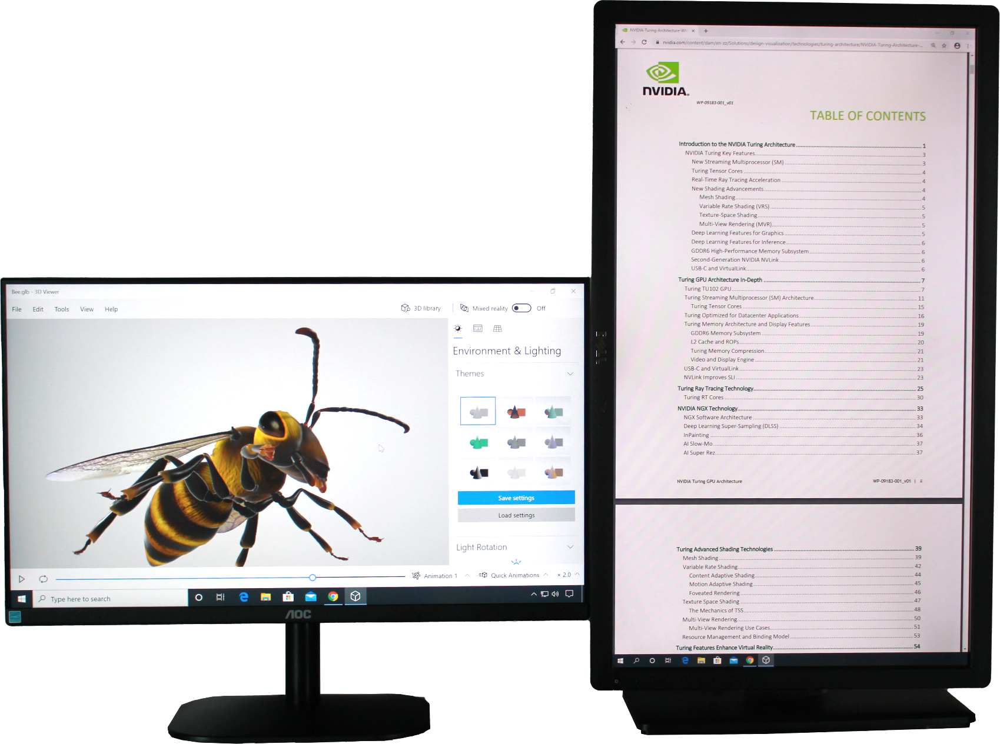 Bee.glb - 3D Viewer
File Edit Tools View Help
3D library Mixed reality Off
Environment & Lighting
Themes
Save settings
Load settings
Light Rotation
Animation 1 Quick Animations × 2.0
Type here to search
AOC
NVIDIA-Turing-Architecture-Wh
nvidia.com/content/dam/en-zz/Solutions/design-visualization/technologies/turing-architecture/NVIDIA-Turing-Architecture-...
NVIDIA.
WP-09183-001_v01
TABLE OF CONTENTS
Introduction to the NVIDIA Turing Architecture 1
NVIDIA Turing Key Features 3
New Streaming Multiprocessor (SM) 3
Turing Tensor Cores 4
Real-Time Ray Tracing Acceleration 4
New Shading Advancements 4
Mesh Shading 4
Variable Rate Shading (VRS) 5
Texture-Space Shading 5
Multi-View Rendering (MVR) 5
Deep Learning Features for Graphics 5
Deep Learning Features for Inference 6
GDDR6 High-Performance Memory Subsystem 6
Second-Generation NVIDIA NVLink 6
USB-C and VirtualLink 6
Turing GPU Architecture In-Depth 7
Turing TU102 GPU 7
Turing Streaming Multiprocessor (SM) Architecture 11
Turing Tensor Cores 15
Turing Optimized for Datacenter Applications 16
Turing Memory Architecture and Display Features 19
GDDR6 Memory Subsystem 19
L2 Cache and ROPs 20
Turing Memory Compression 21
Video and Display Engine 21
USB-C and VirtualLink 23
NVLink Improves SLI 23
Turing Ray Tracing Technology 25
Turing RT Cores 30
NVIDIA NGX Technology 33
NGX Software Architecture 33
Deep Learning Super-Sampling (DLSS) 34
InPainting 36
AI Slow-Mo 37
AI Super Rez 37
NVIDIA Turing GPU Architecture WP-09183-001_v01 | ii
Turing Advanced Shading Technologies 39
Mesh Shading 39
Variable Rate Shading 42
Content Adaptive Shading 44
Motion Adaptive Shading 45
Foveated Rendering 46
Texture Space Shading 47
The Mechanics of TSS 48
Multi-View Rendering 50
Multi-View Rendering Use Cases 51
Resource Management and Binding Model 53
Turing Features Enhance Virtual Reality 54